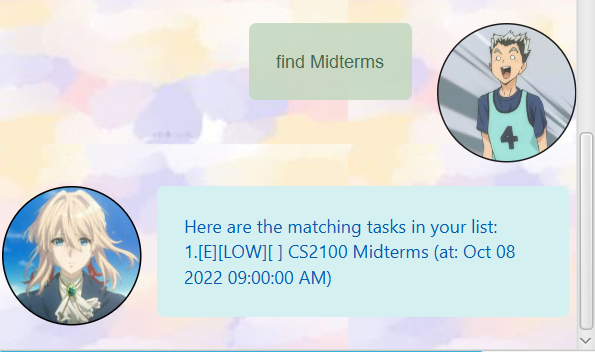 find Midterms
4
Here are the matching tasks in your list:
1.[E][LOW][ ] CS2100 Midterms (at: Oct 08
2022 09:00:00 AM)